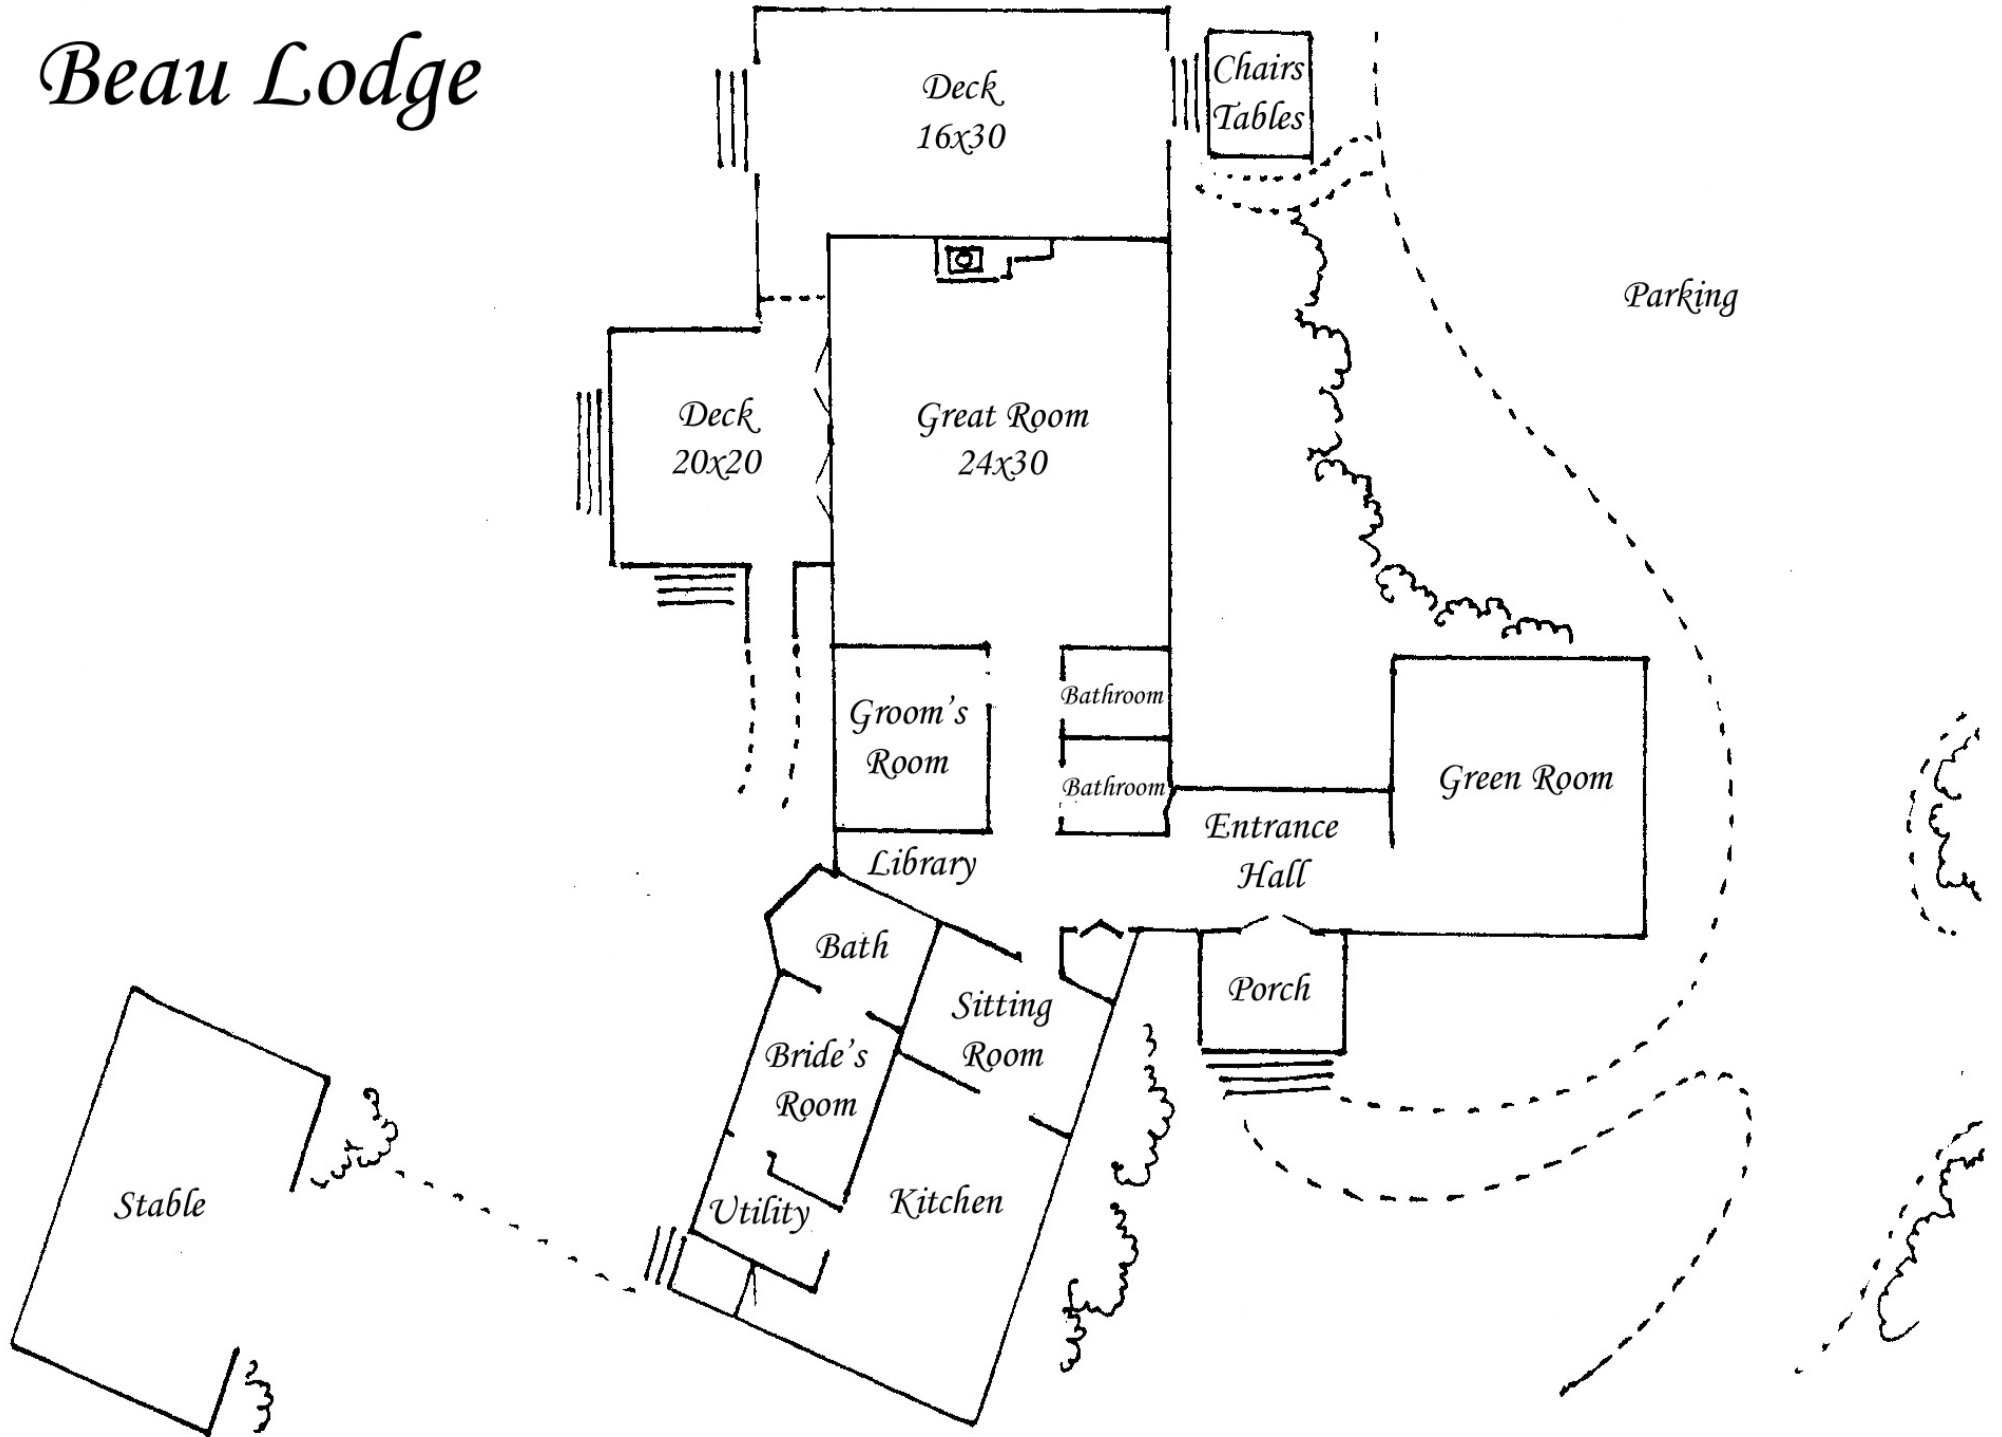 Beau Lodge
Deck
16x30
Chairs
Tables
Parking
Deck
20x20
Great Room
24x30
Groom's
Room
Bathroom
Bathroom
Green Room
Entrance
Hall
Library
Bath
Sitting
Room
Porch
Bride's
Room
Stable
Utility
Kitchen